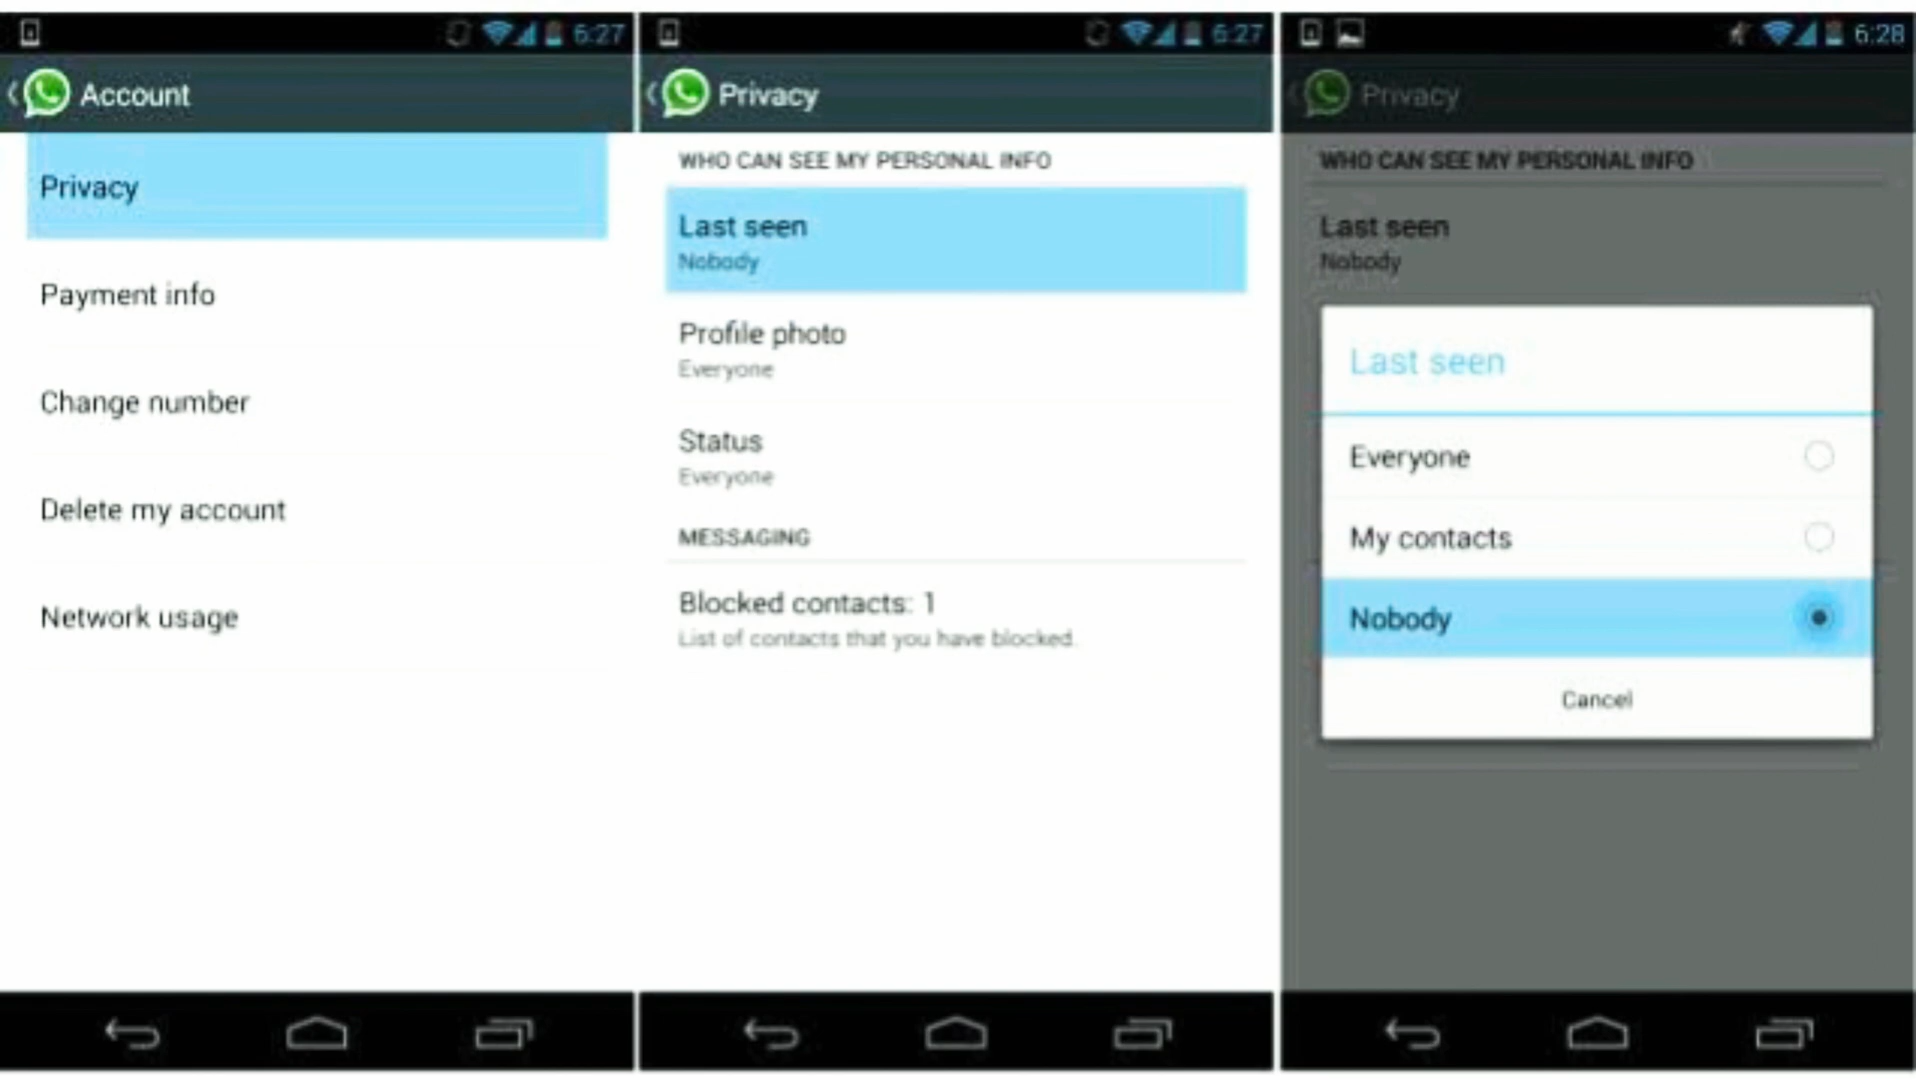 6:27
Account
Privacy
Payment info
Change number
Delete my account
Network usage
6:27
Privacy
WHO CAN SEE MY PERSONAL INFO
Last seen
Nobody
Profile photo
Everyone
Status
Everyone
MESSAGING
Blocked contacts: 1
List of contacts that you have blocked.
6:28
Privacy
WHO CAN SEE MY PERSONAL INFO
Last seen
Nobody
Last seen
Everyone
My contacts
Nobody
Cancel